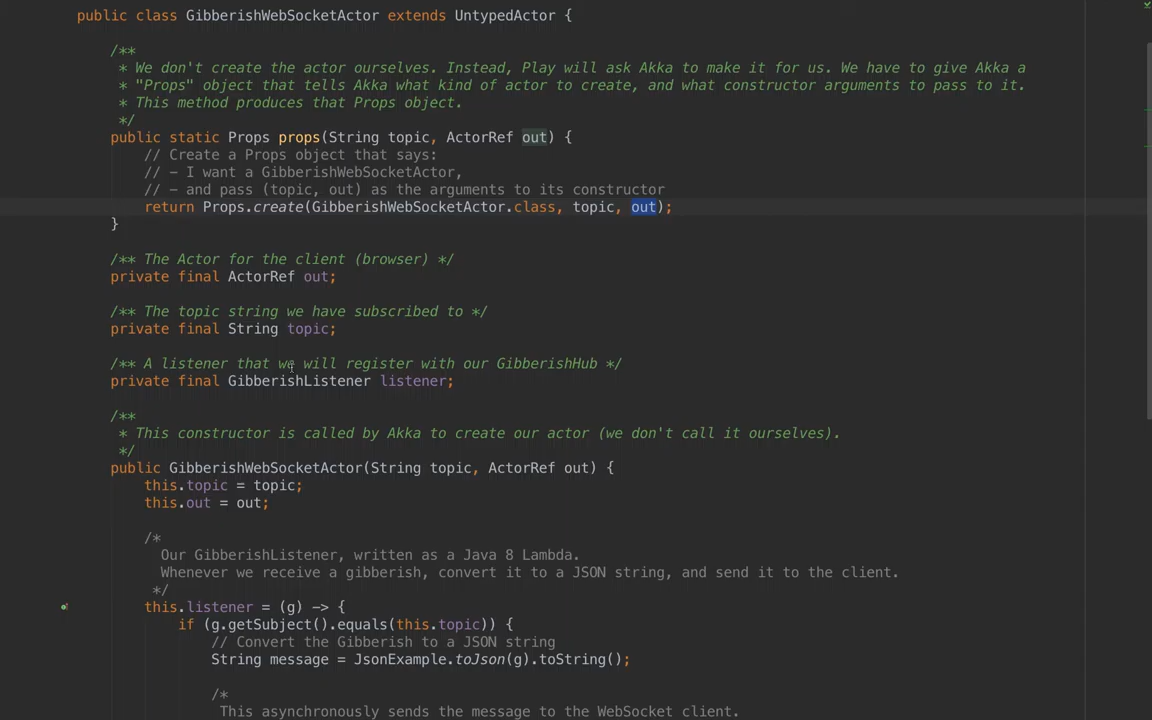 public class GibberishWebSocketActor extends UntypedActor {
/**
* We don't create the actor ourselves. Instead, Play will ask Akka to make it for us. We have to give Akka a
* "Props" object that tells Akka what kind of actor to create, and what constructor arguments to pass to it.
* This method produces that Props object.
*/
public static Props props(String topic, ActorRef out) {
// Create a Props object that says:
// - I want a GibberishWebSocketActor,
// - and pass (topic, out) as the arguments to its constructor
return Props.create(GibberishWebSocketActor.class, topic, out);
}
/** The Actor for the client (browser) */
private final ActorRef out;
/** The topic string we have subscribed to */
private final String topic;
/** A listener that we will register with our GibberishHub */
private final GibberishListener listener;
/**
* This constructor is called by Akka to create our actor (we don't call it ourselves).
*/
public GibberishWebSocketActor(String topic, ActorRef out) {
this.topic = topic;
this.out = out;
/*
Our GibberishListener, written as a Java 8 Lambda.
Whenever we receive a gibberish, convert it to a JSON string, and send it to the client.
*/
this.listener = (g) -> {
if (g.getSubject().equals(this.topic)) {
// Convert the Gibberish to a JSON string
String message = JsonExample.toJson(g).toString();
/*
This asynchronously sends the message to the WebSocket client.